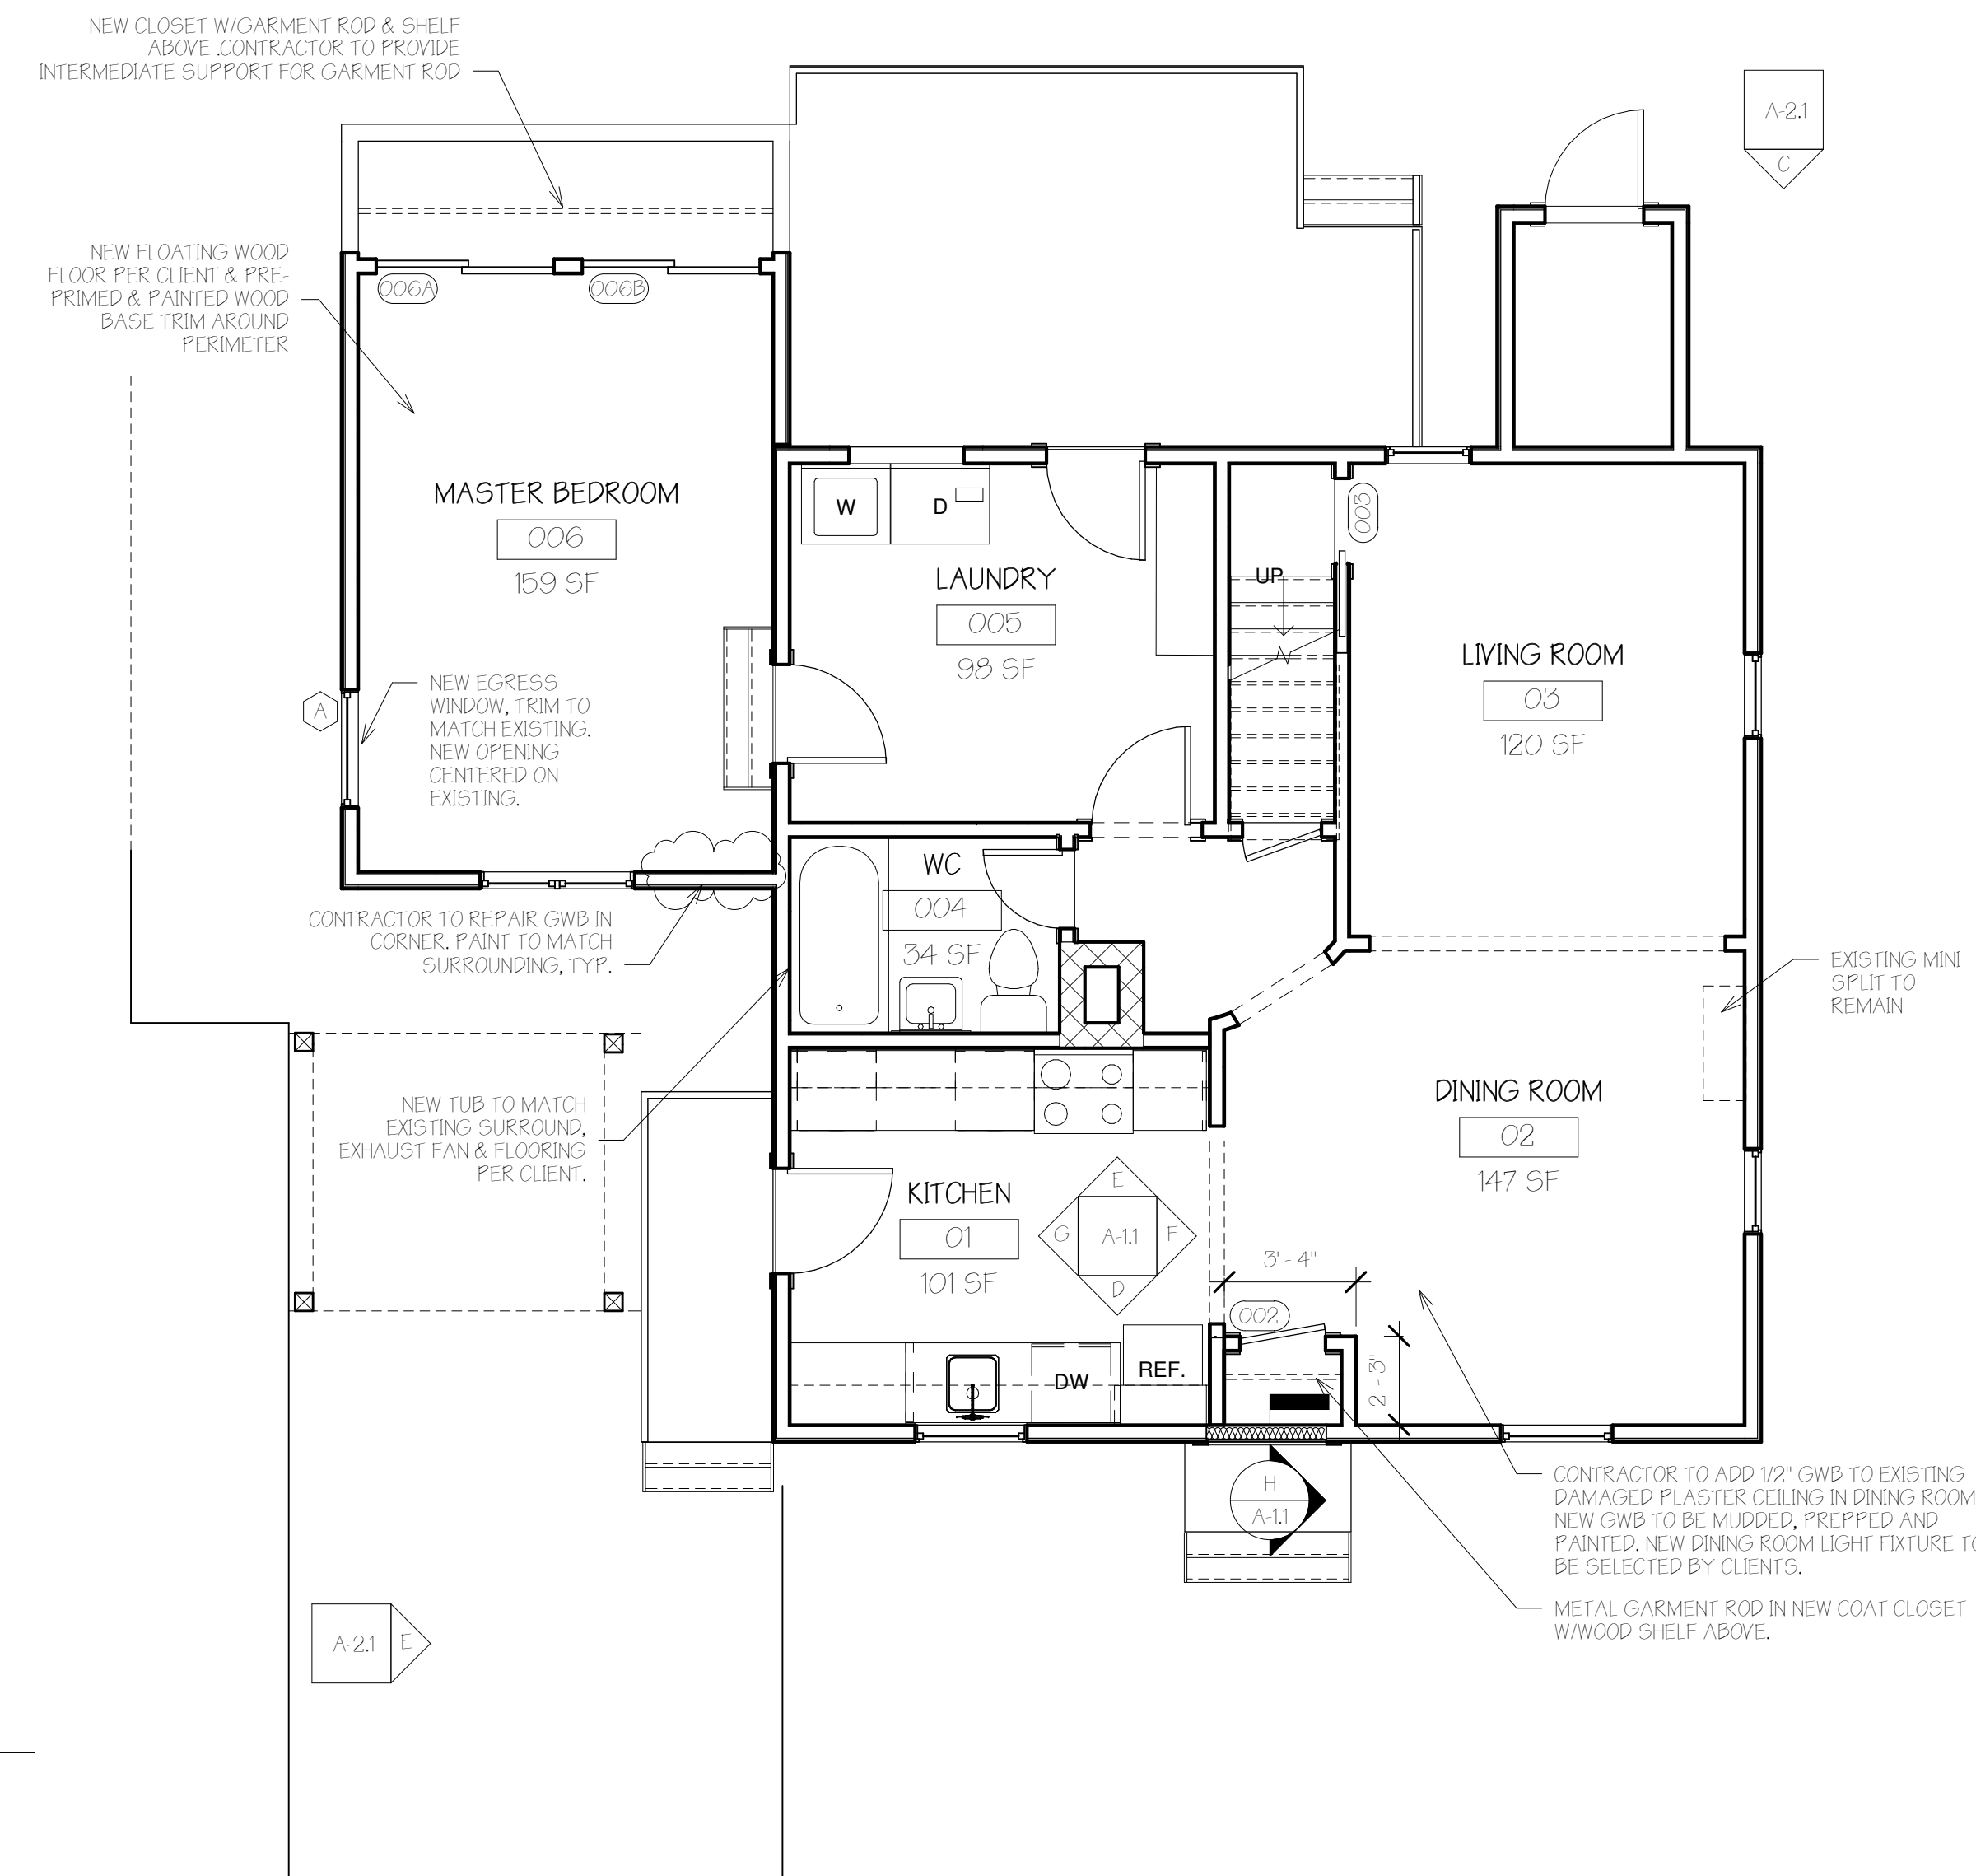 NEW CLOSET W/GARMENT ROD & SHELF
ABOVE .CONTRACTOR TO PROVIDE
INTERMEDIATE SUPPORT FOR GARMENT ROD
A-2.1
C
NEW FLOATING WOOD
FLOOR PER CLIENT & PRE-
PRIMED & PAINTED WOOD
BASE TRIM AROUND
PERIMETER
006A
006B
MASTER BEDROOM
006
159 SF
W
D
LAUNDRY
005
98 SF
UP
003
LIVING ROOM
03
120 SF
A
NEW EGRESS
WINDOW, TRIM TO
MATCH EXISTING.
NEW OPENING
CENTERED ON
EXISTING.
WC
004
34 SF
CONTRACTOR TO REPAIR GWB IN
CORNER. PAINT TO MATCH
SURROUNDING, TYP.
EXISTING MINI
SPLIT TO
REMAIN
NEW TUB TO MATCH
EXISTING SURROUND,
EXHAUST FAN & FLOORING
PER CLIENT.
DINING ROOM
02
147 SF
KITCHEN
01
101 SF
E
G
A-1.1
F
D
3' - 4"
002
2' - 3"
DW
REF.
H
A-1.1
CONTRACTOR TO ADD 1/2" GWB TO EXISTING
DAMAGED PLASTER CEILING IN DINING ROOM
NEW GWB TO BE MUDDED, PREPPED AND
PAINTED. NEW DINING ROOM LIGHT FIXTURE TO
BE SELECTED BY CLIENTS.
METAL GARMENT ROD IN NEW COAT CLOSET
W/WOOD SHELF ABOVE.
A-2.1
E